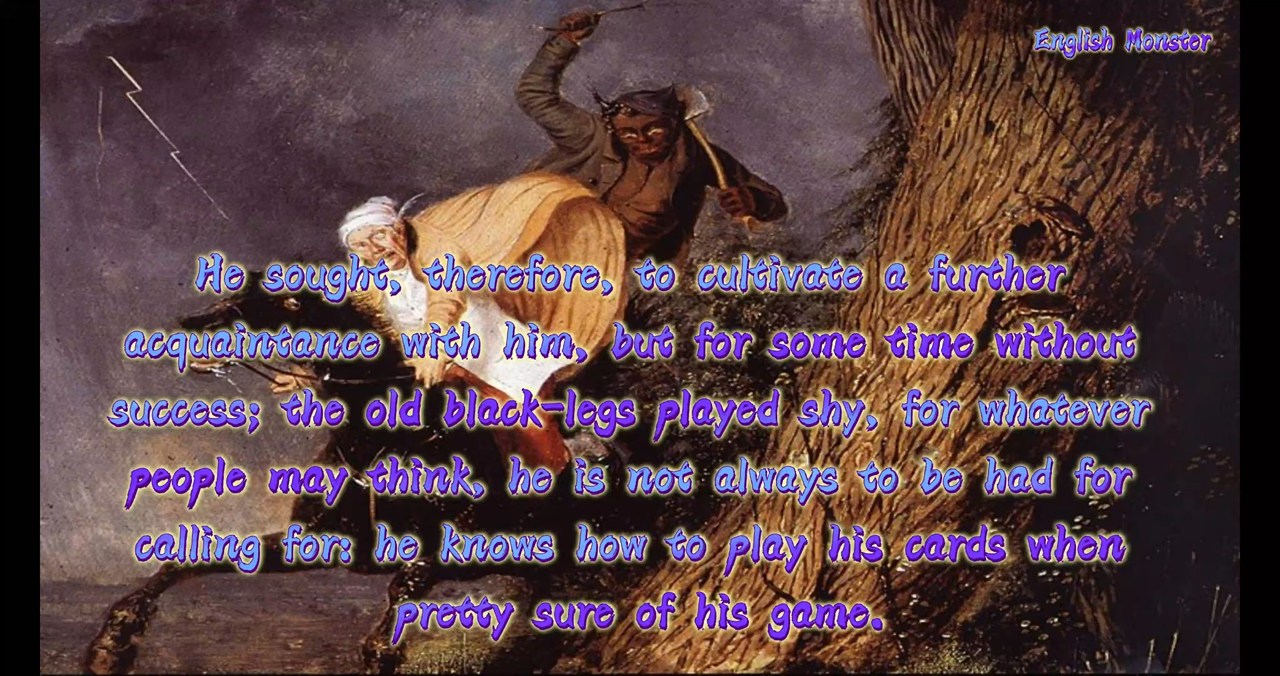 English Monster
He sought, therefore, to cultivate a further
acquaintance with him, but for some time without
success; the old black-legs played shy, for whatever
people may think, he is not always to be had for
calling for: he knows how to play his cards when
pretty sure of his game.